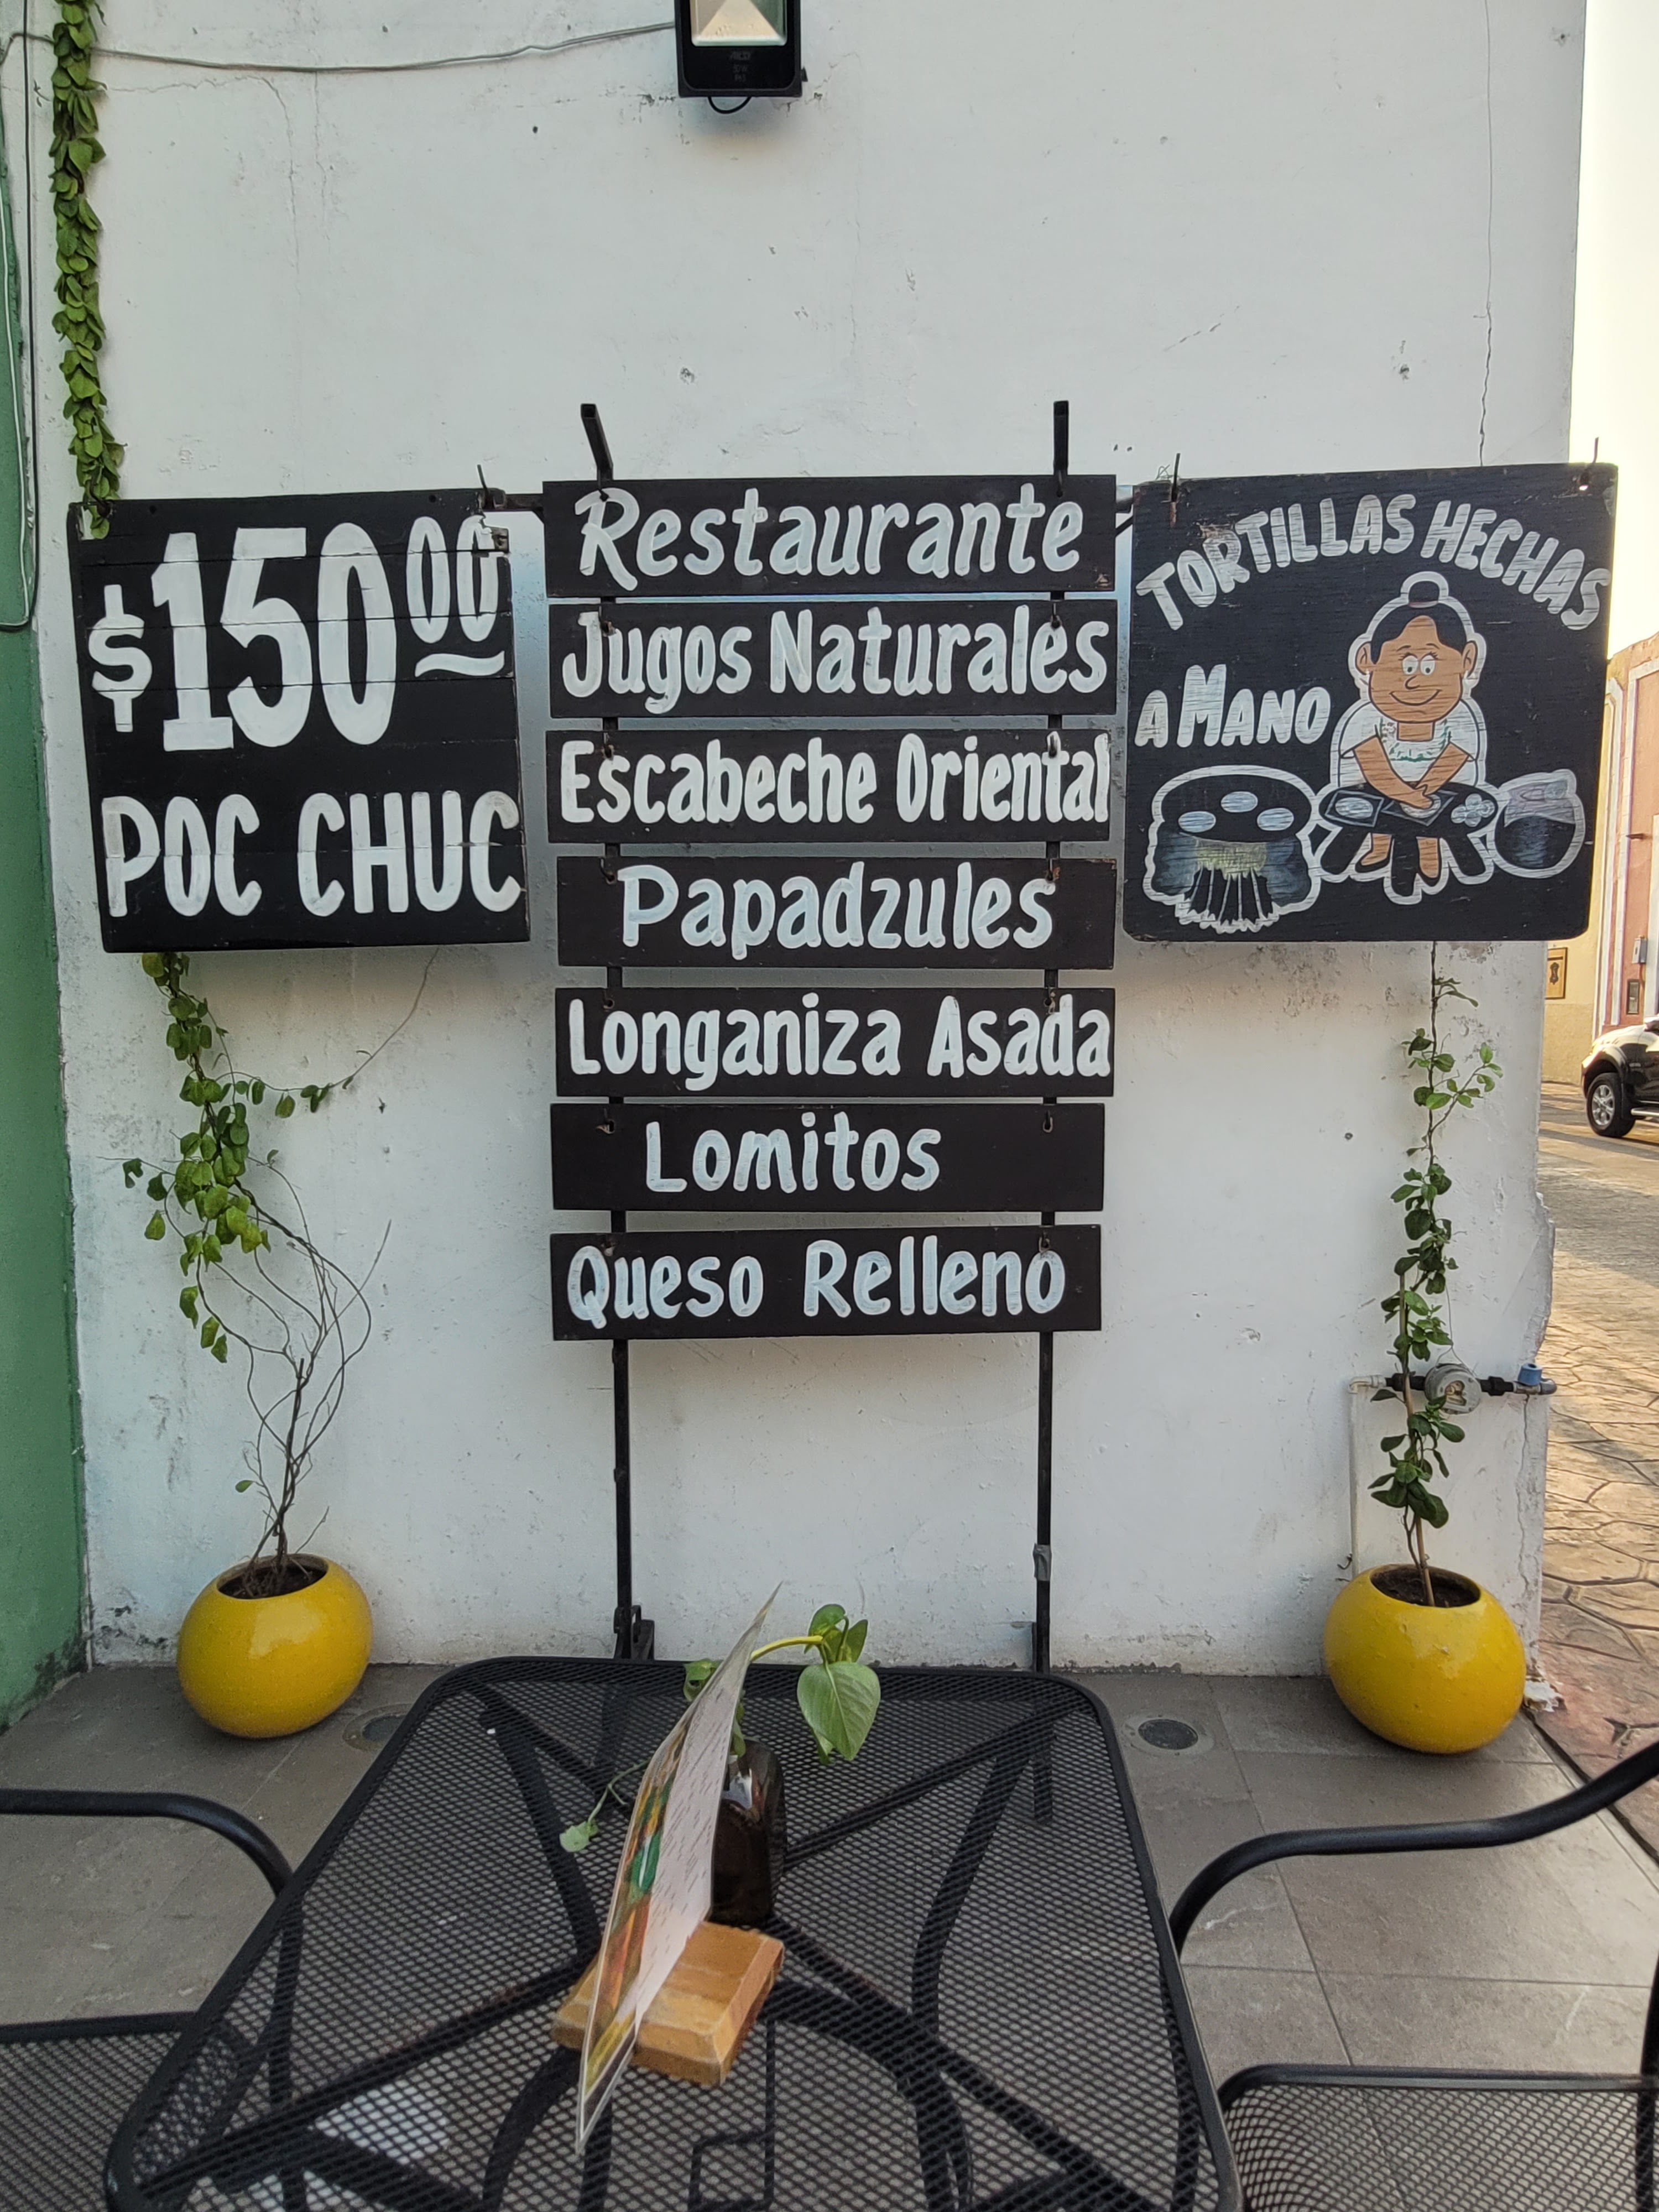 $150.00
POC CHUC
Restaurante
Jugos Naturales
Escabeche Oriental
Papadzules
Longaniza Asada
Lomitos
Queso Relleno
TORTILLAS HECHAS
A MANO